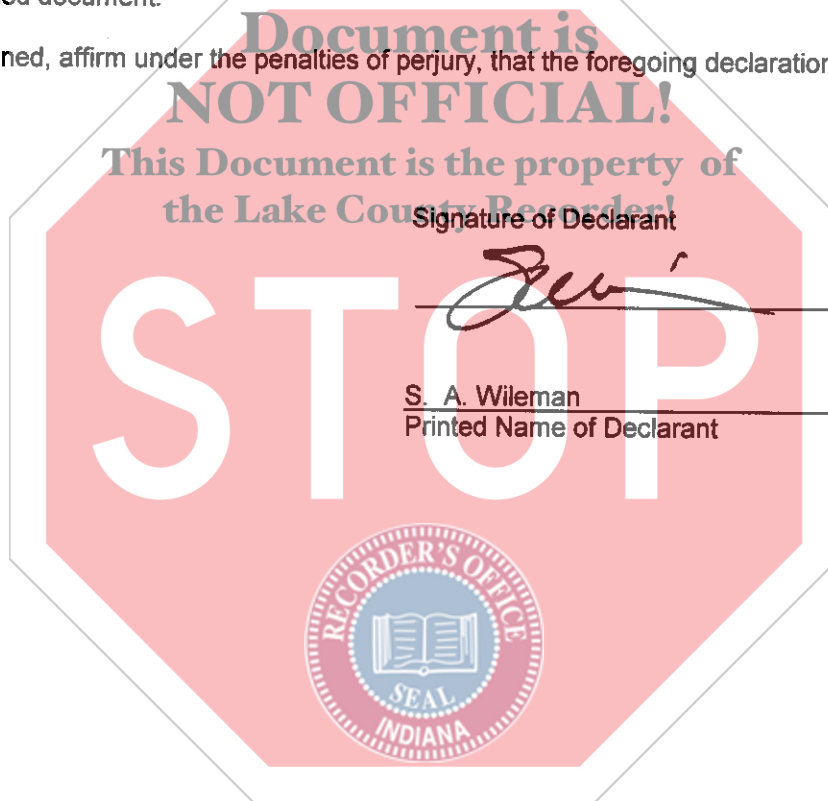 ed document.
Document is
ned, affirm under the penalties of perjury, that the foregoing declaration
NOT OFFICIAL!
This Document is the property of
the Lake County Recorder!
Signature of Declarant
STOP
S. A. Wileman
Printed Name of Declarant
RECORDER'S OFFICE
SEAL
INDIANA